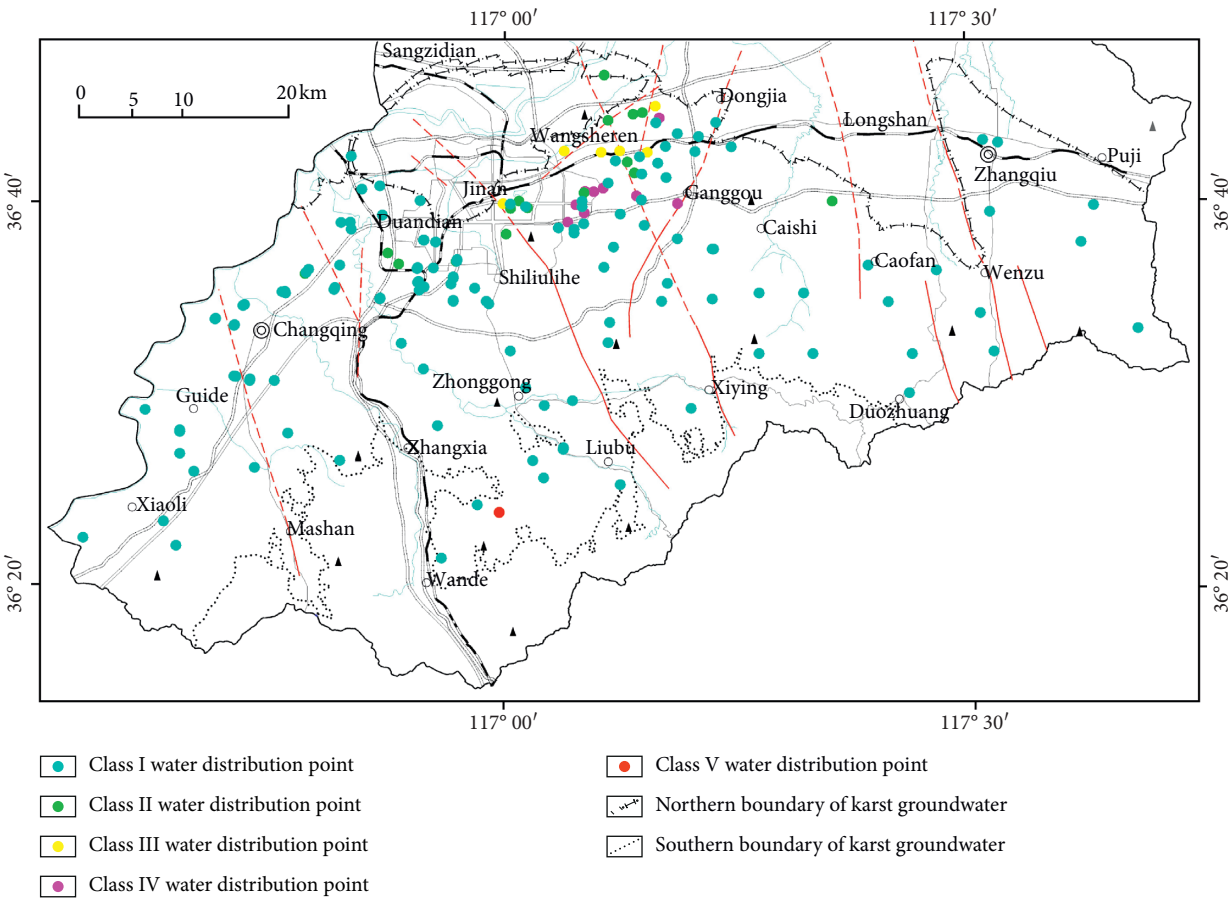 117° 00′ 117° 30′
Sangzidian
0 5 10 20 km
Dongjia
Longshan
Wangsheren
Puji
Zhangqiu
36° 40′
Jinan
Ganggou
36° 40′
Duandian
Caishi
Caofan
Wenzu
Shiliulihe
Changqing
Zhonggong
Xiying
Guide
Duozhuang
Zhangxia
Liubu
Xiaoli
Mashan
36° 20′
Wande
36° 20′
117° 00′ 117° 30′
Class I water distribution point
Class II water distribution point
Class III water distribution point
Class IV water distribution point
Class V water distribution point
Northern boundary of karst groundwater
Southern boundary of karst groundwater